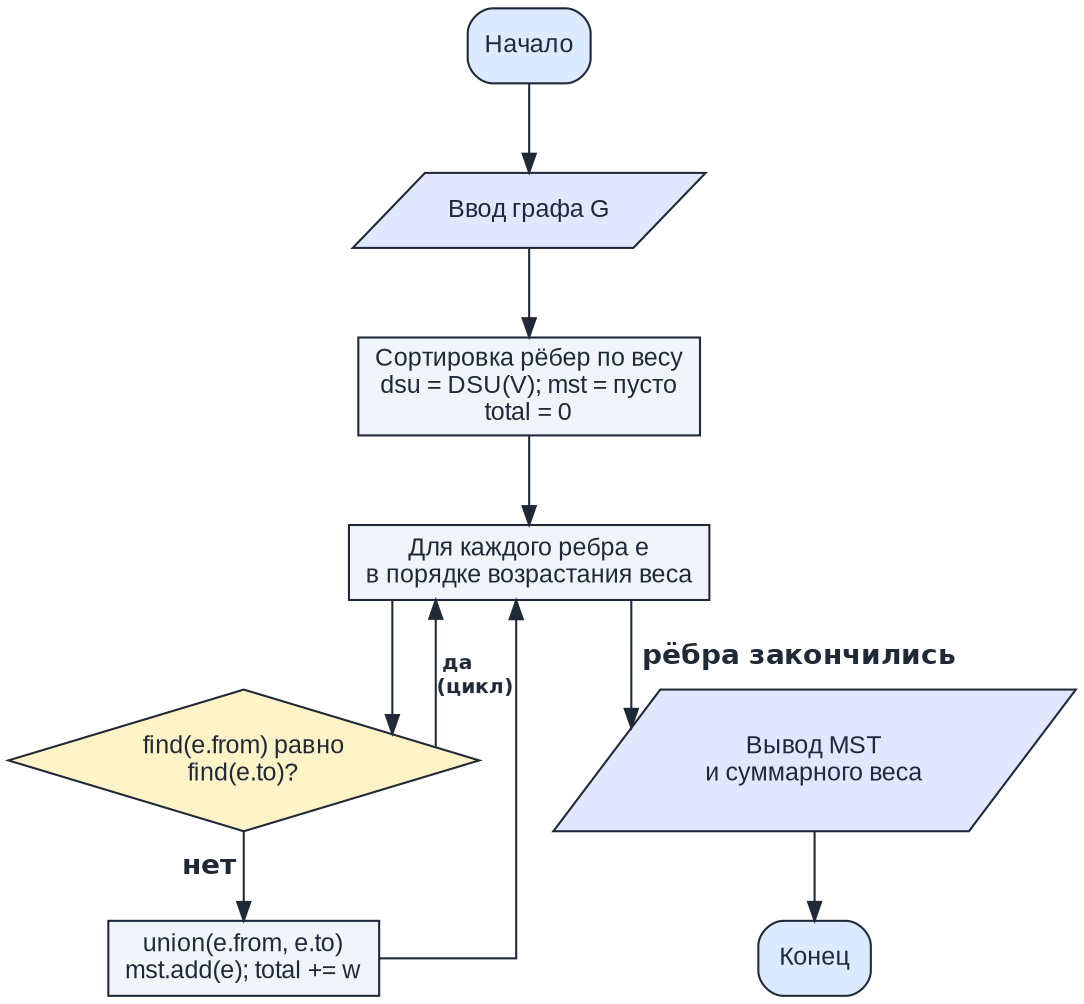 Начало
Ввод графа G
Сортировка рёбер по весу
dsu = DSU(V); mst = пусто
total = 0
Для каждого ребра e
в порядке возрастания веса
да
(цикл)
рёбра закончились
find(e.from) равно
find(e.to)?
Вывод MST
и суммарного веса
нет
union(e.from, e.to)
mst.add(e); total += w
Конец